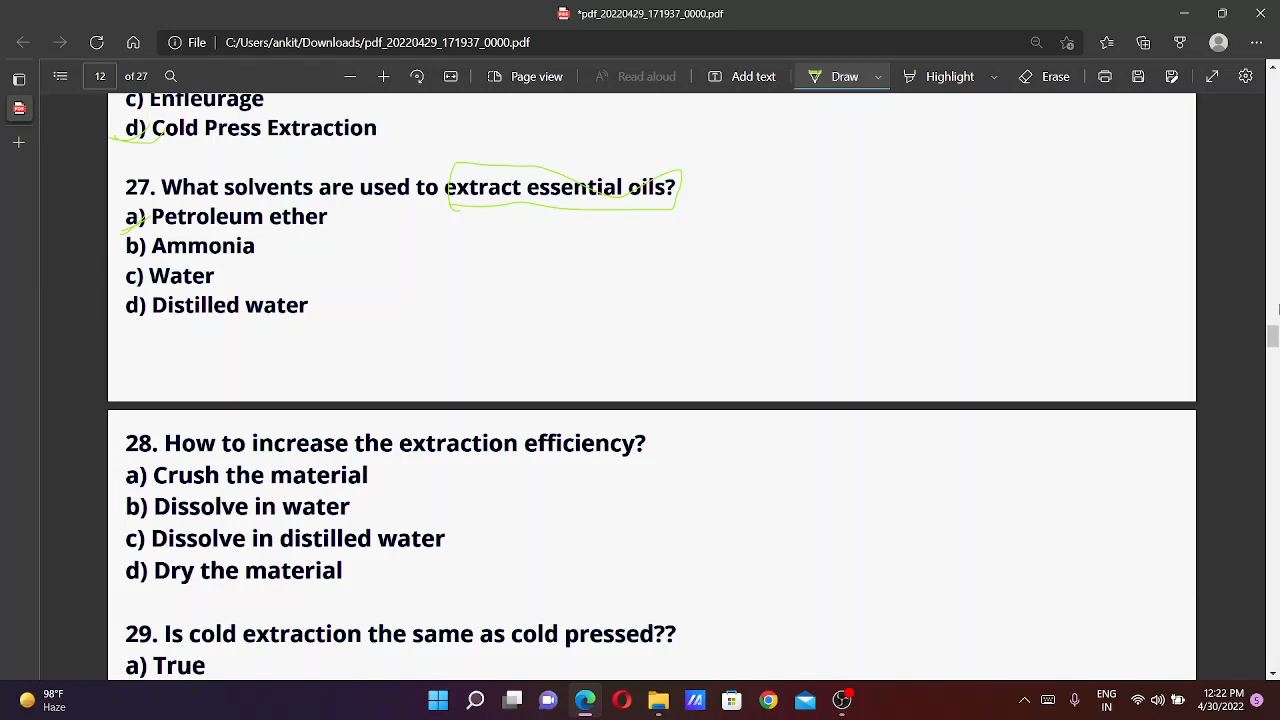 *pdf_20220429_171937_0000.pdf
File
C:/Users/ankit/Downloads/pdf_20220429_171937_0000.pdf
12 of 27
Page view
Read aloud
Add text
Draw
Highlight
Erase
c) Enfleurage
d) Cold Press Extraction
27. What solvents are used to extract essential oils?
a) Petroleum ether
b) Ammonia
c) Water
d) Distilled water
28. How to increase the extraction efficiency?
a) Crush the material
b) Dissolve in water
c) Dissolve in distilled water
d) Dry the material
29. Is cold extraction the same as cold pressed??
a) True
98°F
Haze
ENG
IN
12:22 PM
4/30/2022
S